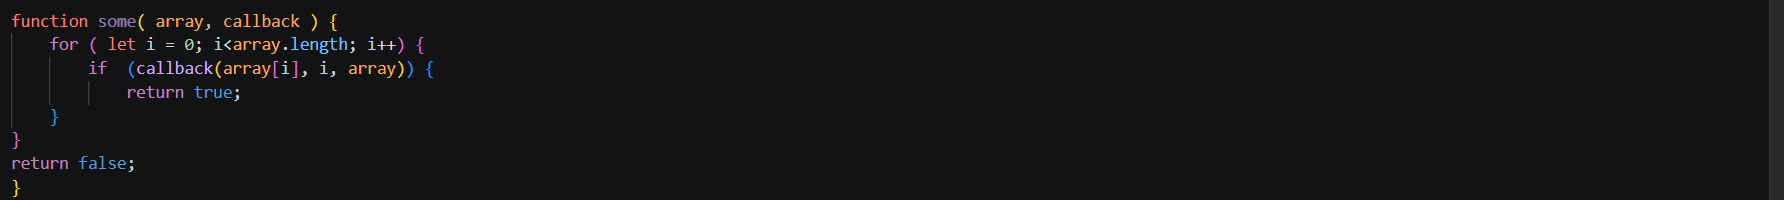 function some( array, callback ) {
    for ( let i = 0; i<array.length; i++) {
        if  (callback(array[i], i, array)) {
            return true;
    }
}
return false;
}